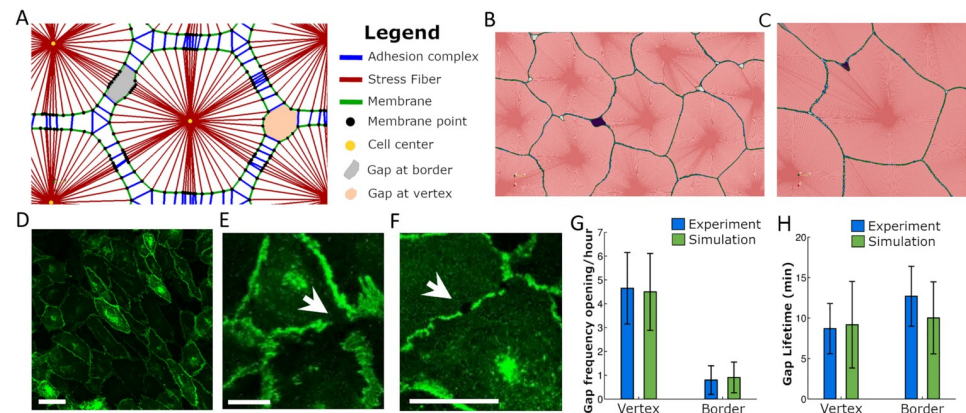 A
Legend
Adhesion complex
Stress Fiber
Membrane
Membrane point
Cell center
Gap at border
Gap at vertex
B
C
D
E
F
G
Experiment
Simulation
Gap frequency opening/hour
7
6
5
4
3
2
1
0
Vertex
Border
H
Experiment
Simulation
Gap Lifetime (min)
20
15
10
5
0
Vertex
Border